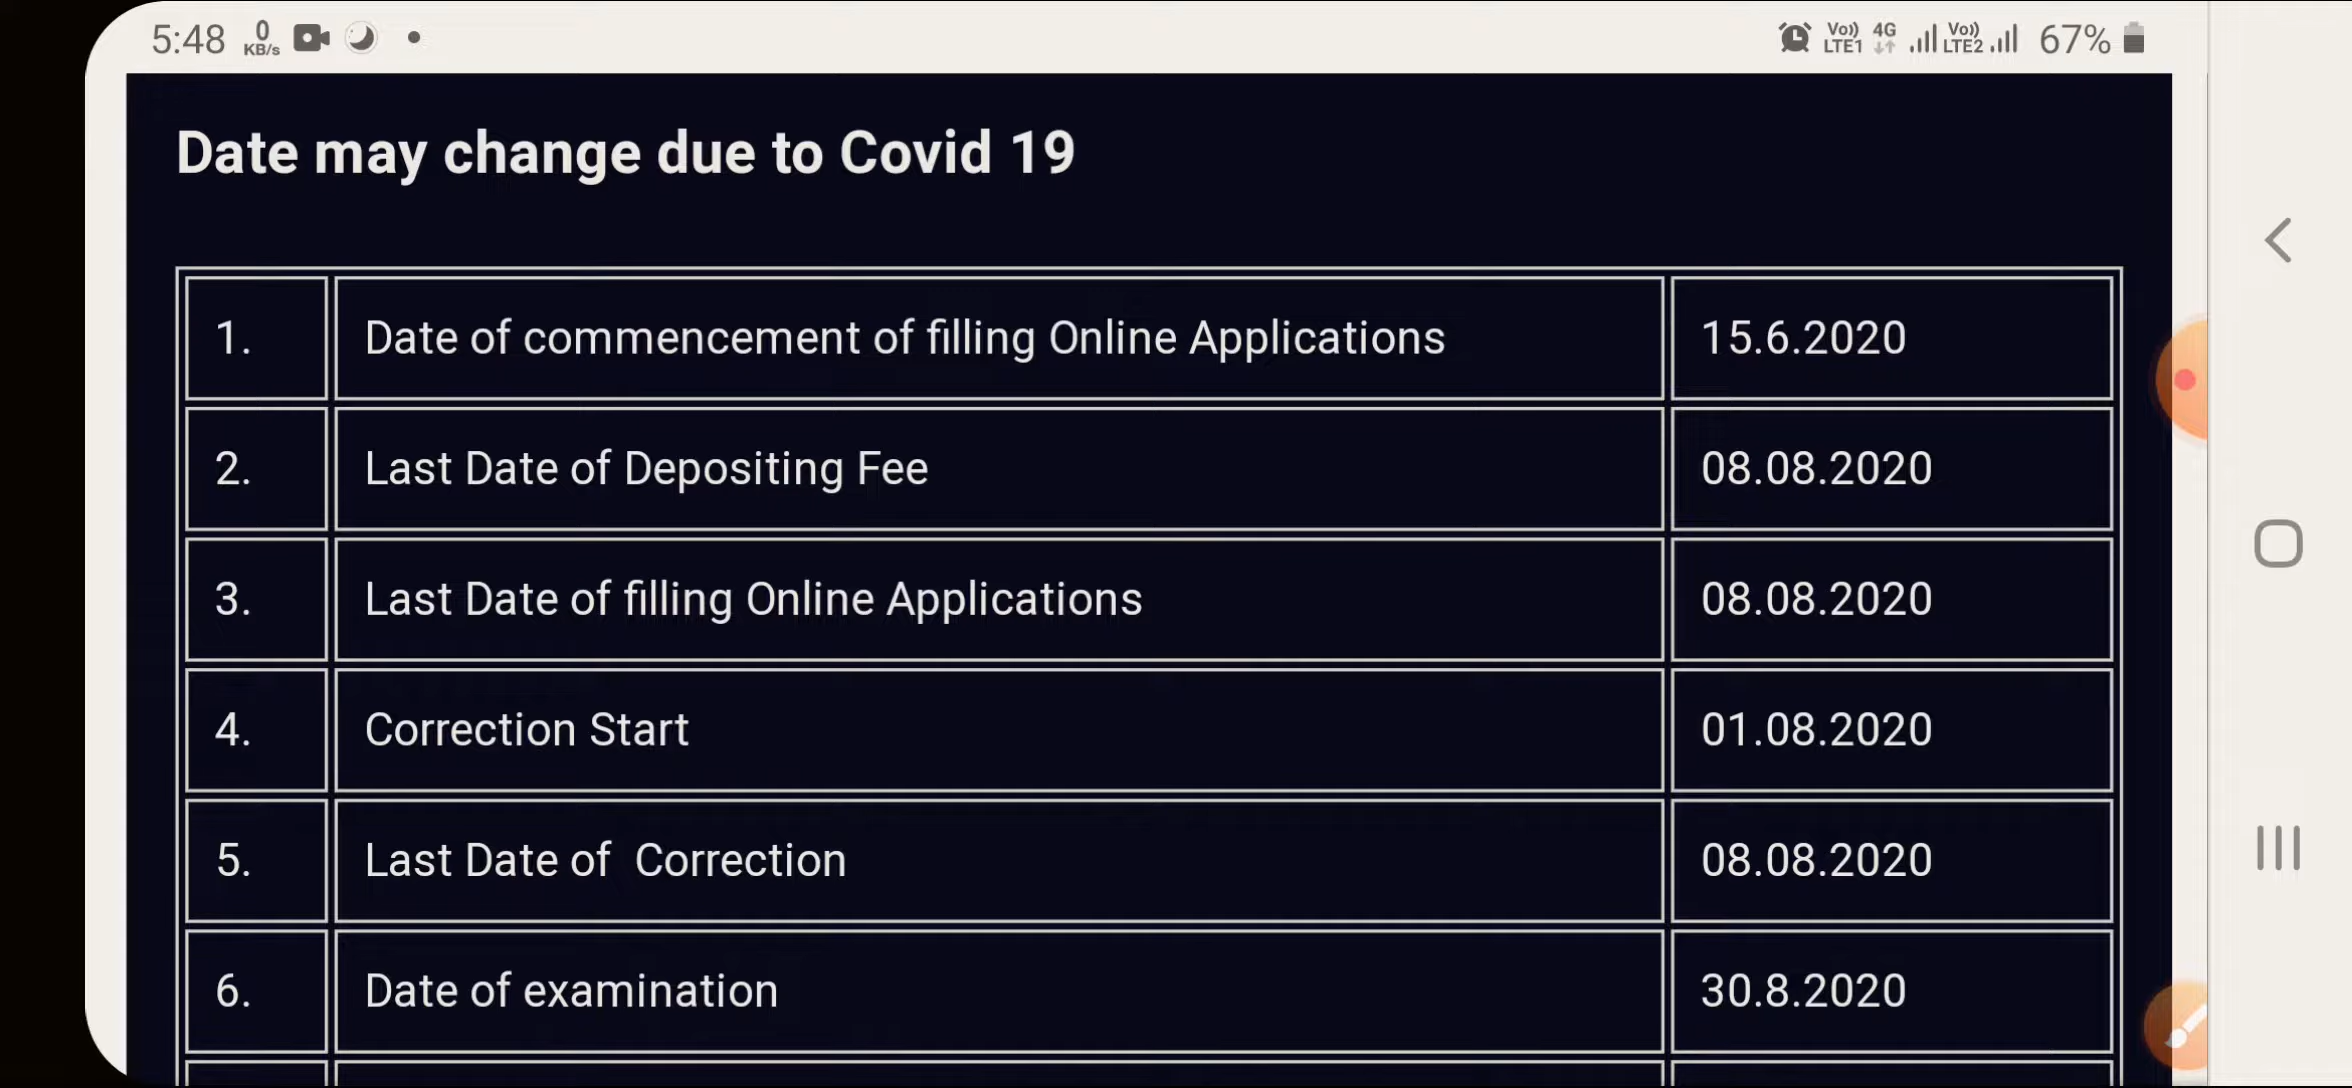 5:48 0 KB/s Vo)) LTE1 4G Vo)) LTE2 67%
Date may change due to Covid 19
1. Date of commencement of filling Online Applications 15.6.2020
2. Last Date of Depositing Fee 08.08.2020
3. Last Date of filling Online Applications 08.08.2020
4. Correction Start 01.08.2020
5. Last Date of Correction 08.08.2020
6. Date of examination 30.8.2020